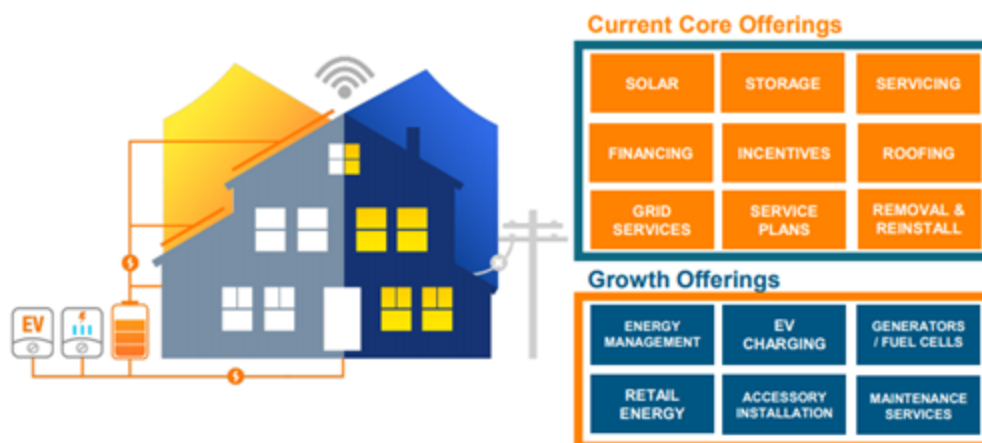 Current Core Offerings
SOLAR
STORAGE
SERVICING
FINANCING
INCENTIVES
ROOFING
GRID
SERVICES
SERVICE
PLANS
REMOVAL &
REINSTALL
Growth Offerings
ENERGY
MANAGEMENT
EV
CHARGING
GENERATORS
/ FUEL CELLS
RETAIL
ENERGY
ACCESSORY
INSTALLATION
MAINTENANCE
SERVICES
EV